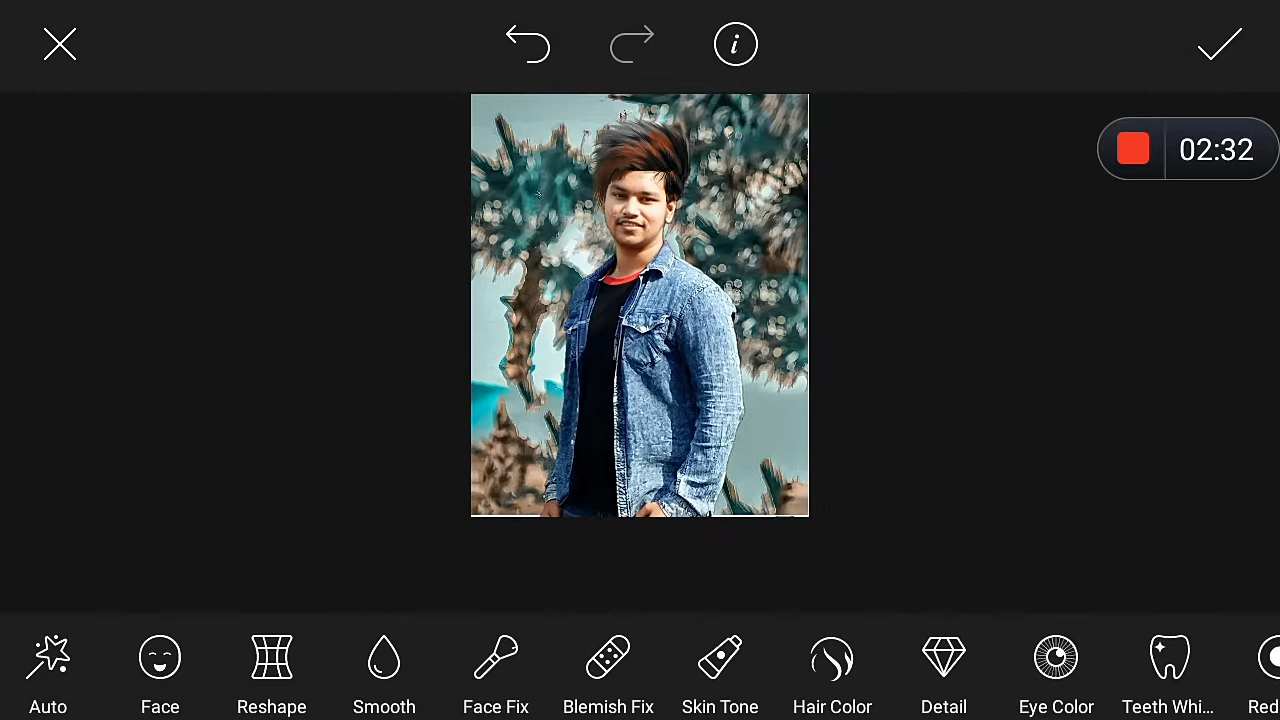 02:32
Auto
Face
Reshape
Smooth
Face Fix
Blemish Fix
Skin Tone
Hair Color
Detail
Eye Color
Teeth Whi...
Red